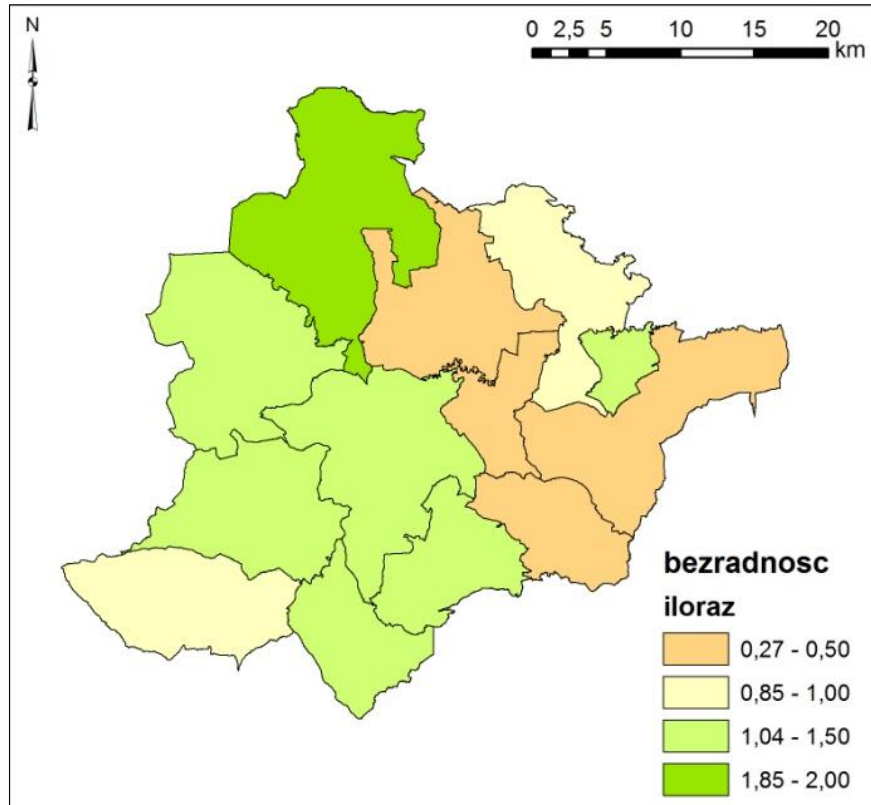 N
0 2,5 5 10 15 20
km
bezradnosc
iloraz
0,27 - 0,50
0,85 - 1,00
1,04 - 1,50
1,85 - 2,00